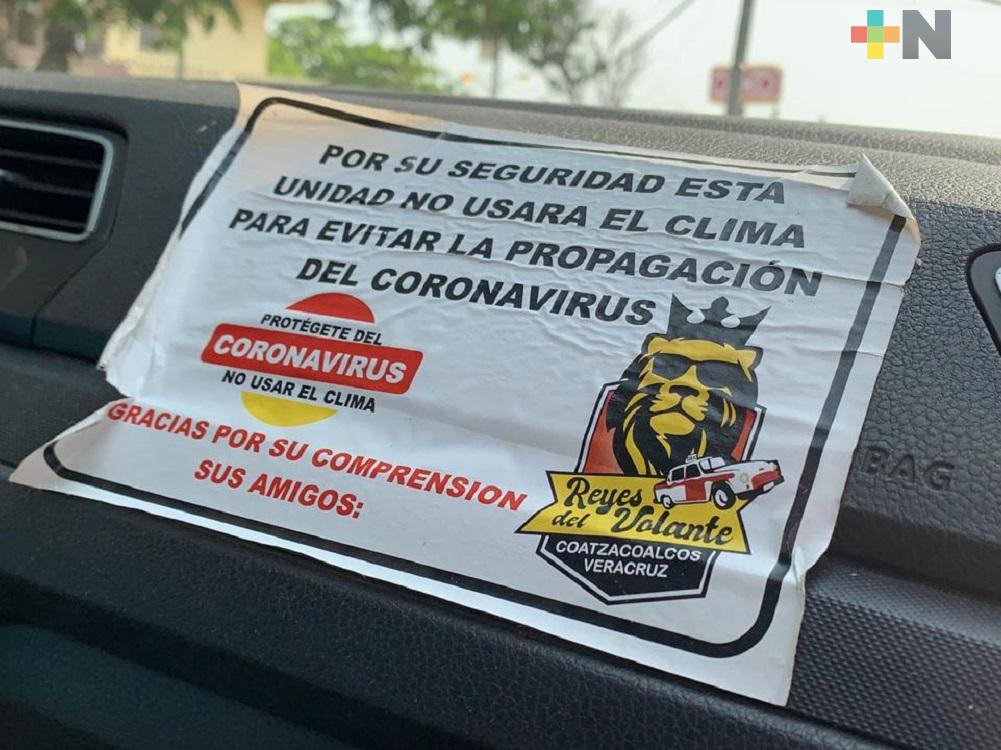 +N
POR SU SEGURIDAD ESTA
UNIDAD NO USARA EL CLIMA
PARA EVITAR LA PROPAGACIÓN
DEL CORONAVIRUS
PROTÉGETE DEL
CORONAVIRUS
NO USAR EL CLIMA
GRACIAS POR SU COMPRENSION
SUS AMIGOS:
Reyes
del Volante
COATZACOALCOS
VERACRUZ
BAG